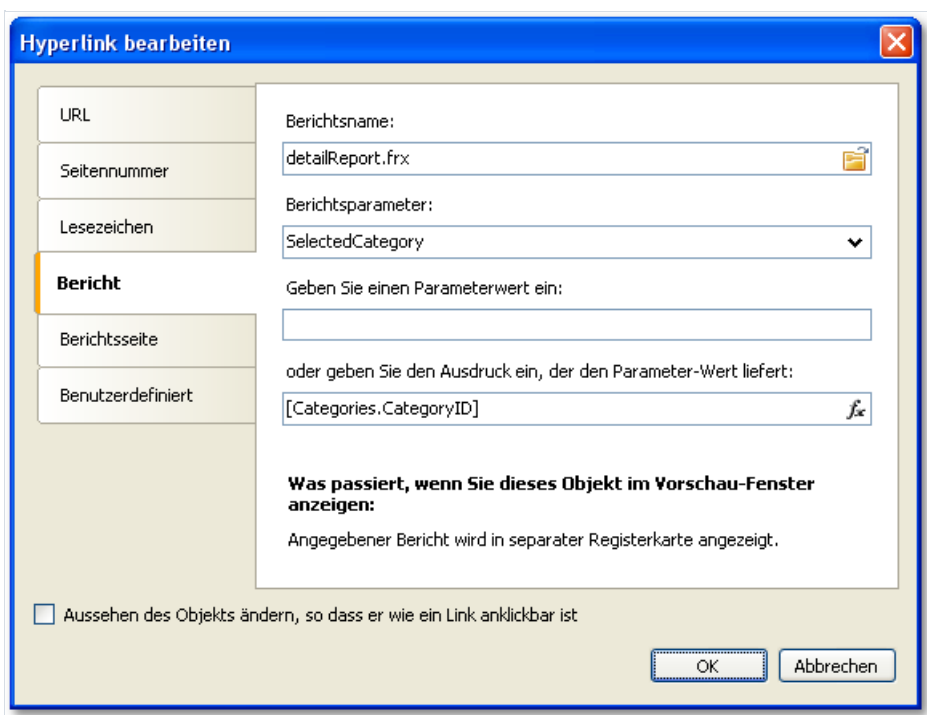 Hyperlink bearbeiten
URL
Seitennummer
Lesezeichen
Bericht
Berichtsseite
Benutzerdefiniert
Berichtsname:
detailReport.frx
Berichtsparameter:
SelectedCategory
Geben Sie einen Parameterwert ein:
oder geben Sie den Ausdruck ein, der den Parameter-Wert liefert:
[Categories.CategoryID]
fx
Was passiert, wenn Sie dieses Objekt im Vorschau-Fenster
anzeigen:
Angegebener Bericht wird in separater Registerkarte angezeigt.
Aussehen des Objekts ändern, so dass er wie ein Link anklickbar ist
OK
Abbrechen